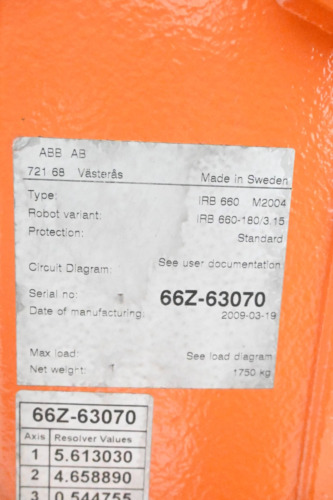 ABB AB
721 68 Västerås Made in Sweden
Type: IRB 660 M2004
Robot variant: IRB 660-180/3.15
Protection: Standard
Circuit Diagram: See user documentation
Serial no: 66Z-63070
Date of manufacturing: 2009-03-19
Max load: See load diagram
Net weight: 1750 kg
66Z-63070
Axis Resolver Values
1 5.613030
2 4.658890
3 0.544755